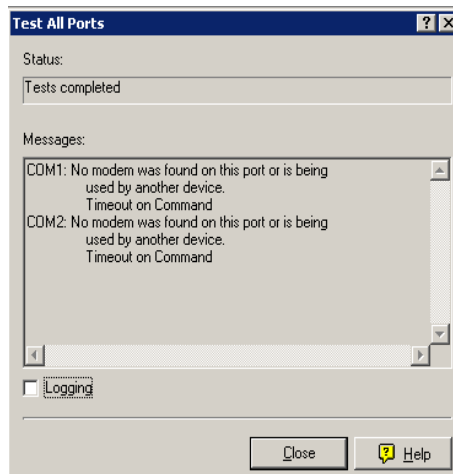 Test All Ports
Status:
Tests completed
Messages:
COM1: No modem was found on this port or is being
used by another device.
Timeout on Command
COM2: No modem was found on this port or is being
used by another device.
Timeout on Command
Logging
Close
Help